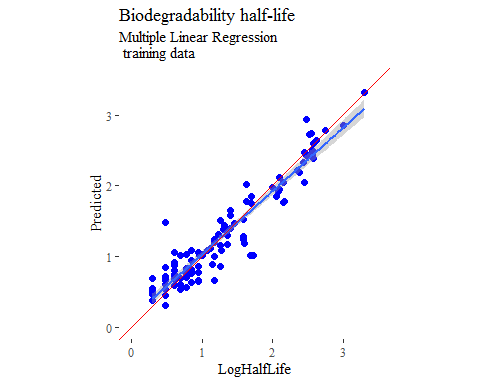 Biodegradability half-life
Multiple Linear Regression
training data
Predicted
3
2
1
0
0 1 2 3
LogHalfLife